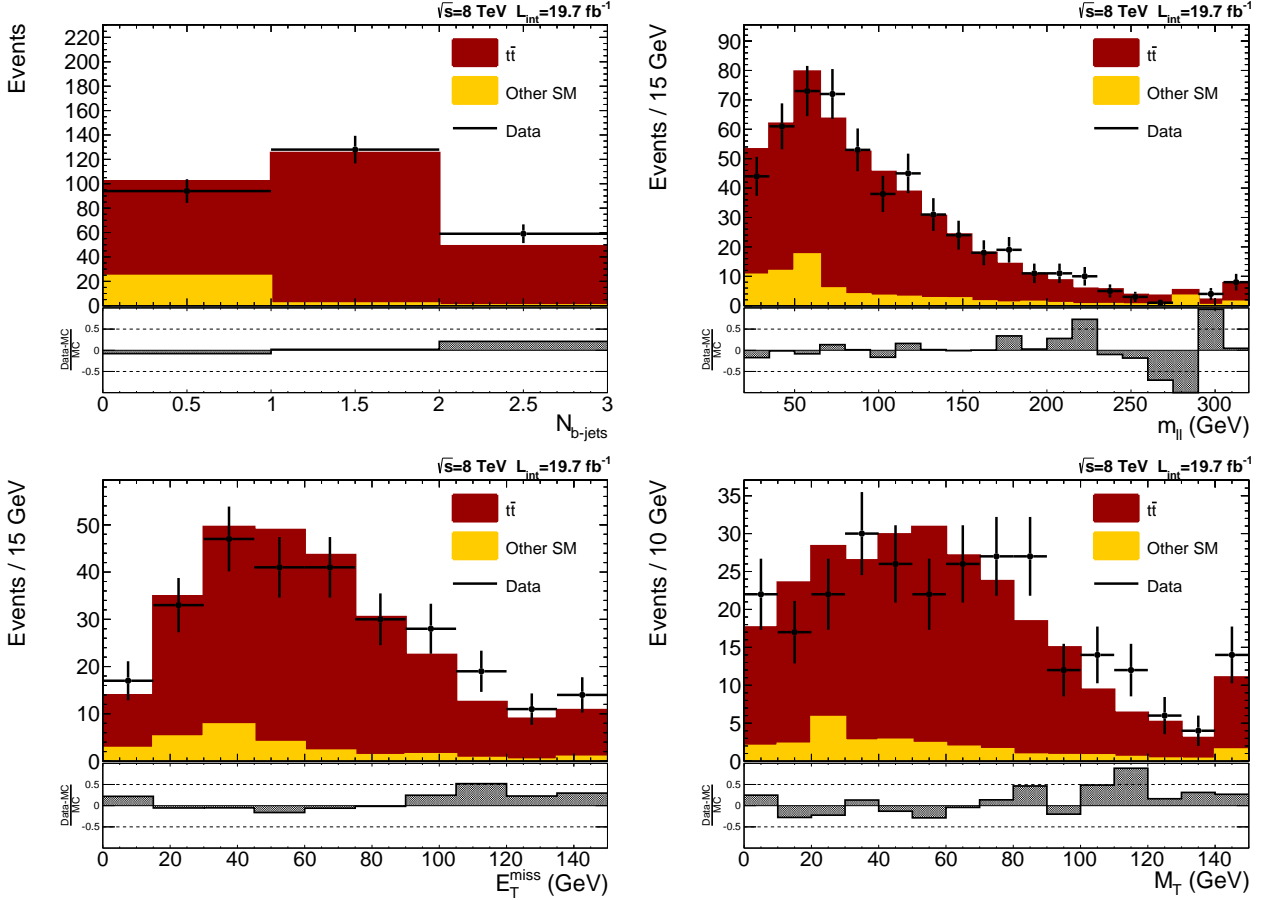 √s=8 TeV L_int=19.7 fb⁻¹
Events
220
200
180
160
140
120
100
80
60
40
20
0
tt̄
Other SM
Data
Data-MC
MC
0.5
0
-0.5
0 0.5 1 1.5 2 2.5 3
N_b-jets
√s=8 TeV L_int=19.7 fb⁻¹
Events / 15 GeV
90
80
70
60
50
40
30
20
10
0
tt̄
Other SM
Data
Data-MC
MC
0.5
0
-0.5
50 100 150 200 250 300
m_ll (GeV)
√s=8 TeV L_int=19.7 fb⁻¹
Events / 15 GeV
50
40
30
20
10
0
tt̄
Other SM
Data
Data-MC
MC
0.5
0
-0.5
0 20 40 60 80 100 120 140
E_T^miss (GeV)
√s=8 TeV L_int=19.7 fb⁻¹
Events / 10 GeV
35
30
25
20
15
10
5
0
tt̄
Other SM
Data
Data-MC
MC
0.5
0
-0.5
0 20 40 60 80 100 120 140
M_T (GeV)